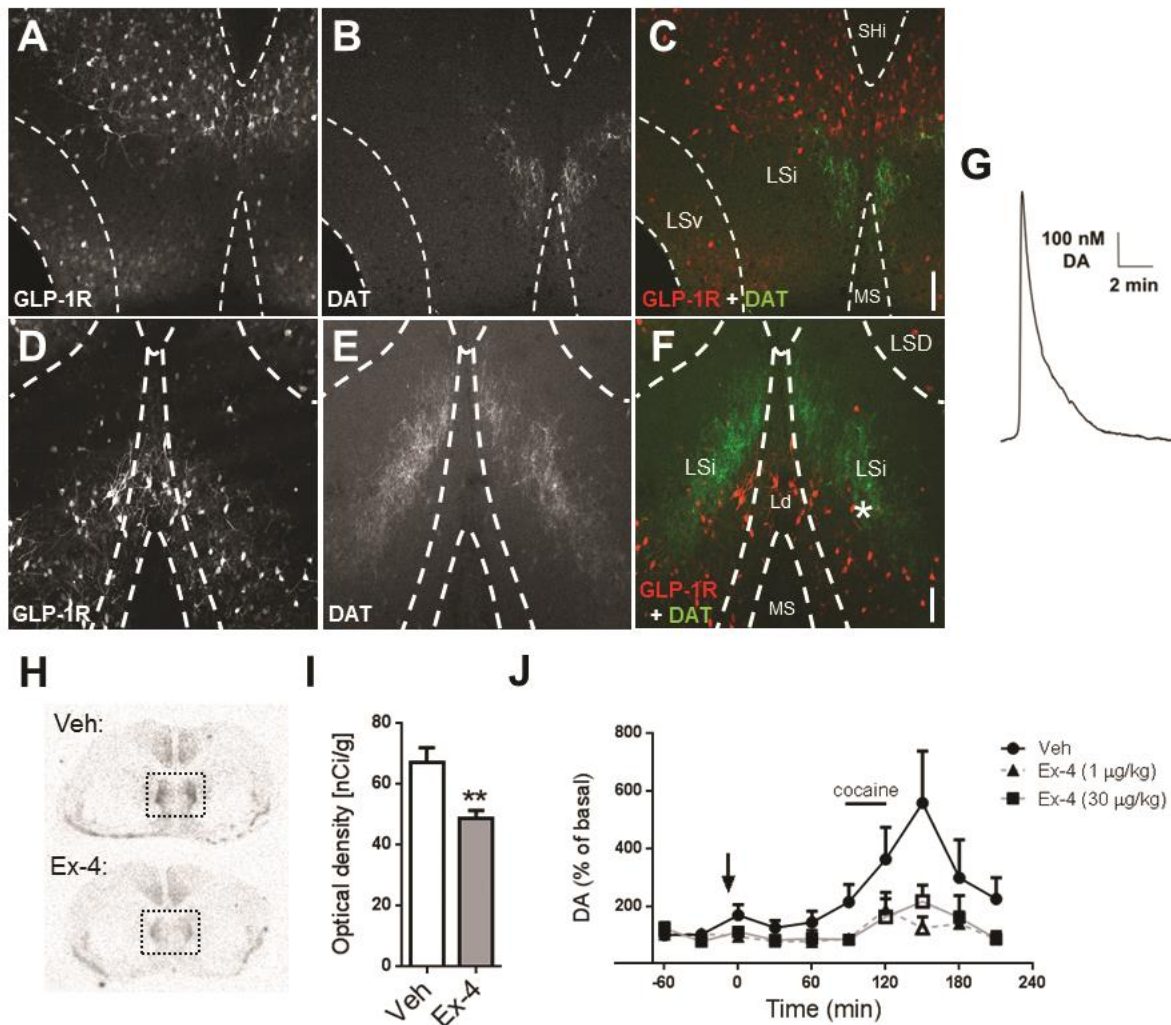 A
B
C
SHi
LSi
LSv
MS
GLP-1R
DAT
GLP-1R + DAT
D
E
F
LSD
LSi
LSi
Ld
*
MS
GLP-1R
DAT
GLP-1R
+ DAT
G
100 nM
DA
2 min
H
Veh:
Ex-4:
I
Optical density [nCi/g]
80
60
40
20
0
**
Veh
Ex-4
J
DA (% of basal)
800
600
400
200
cocaine
Veh
Ex-4 (1 µg/kg)
Ex-4 (30 µg/kg)
-60
0
60
120
180
240
Time (min)